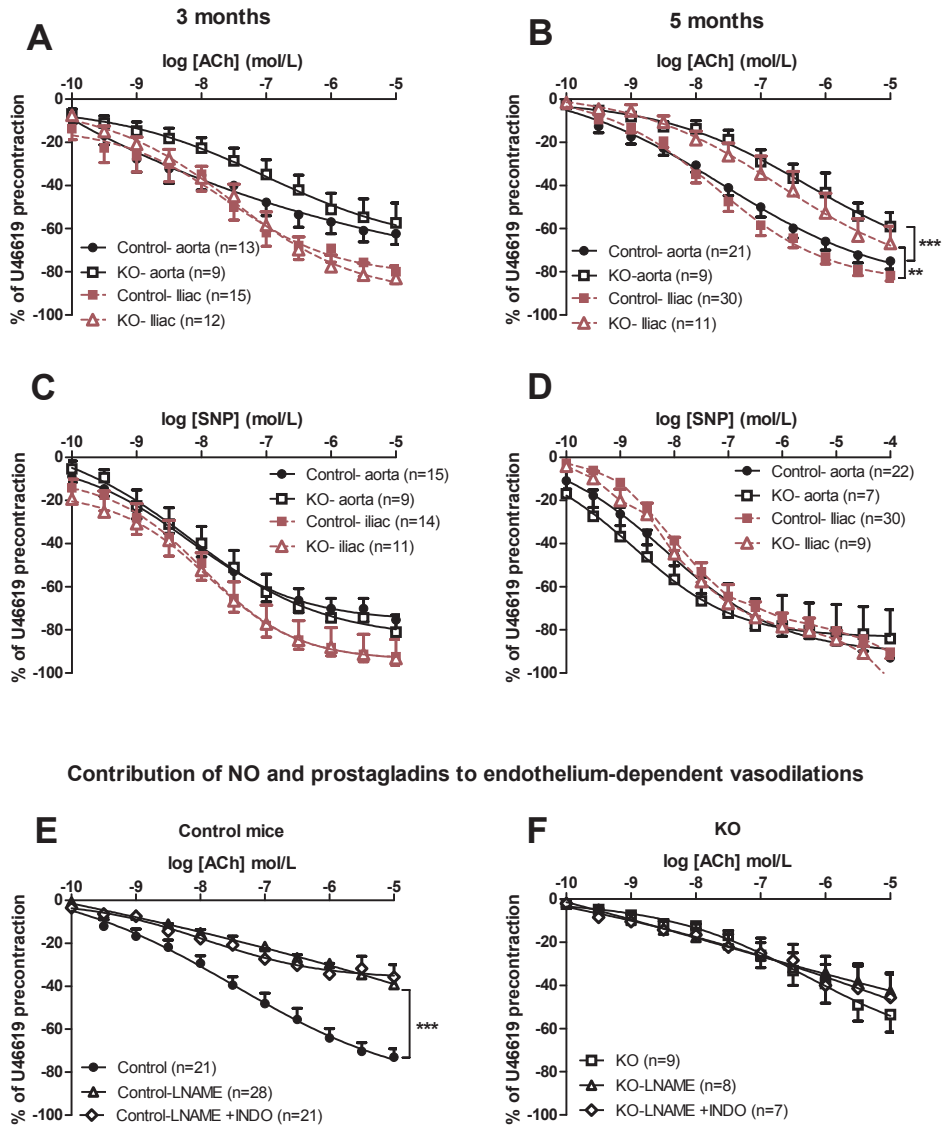 3 months
5 months
A
log [ACh] (mol/L)
-10 -9 -8 -7 -6 -5
0
-20
-40
-60
-80
-100
% of U46619 precontraction
Control- aorta (n=13)
KO- aorta (n=9)
Control- Iliac (n=15)
KO- Iliac (n=12)
B
log [ACh] (mol/L)
-10 -9 -8 -7 -6 -5
0
-20
-40
-60
-80
-100
% of U46619 precontraction
Control- aorta (n=21)
KO-aorta (n=9)
Control- Iliac (n=30)
KO- Iliac (n=11)
***
**
C
log [SNP] (mol/L)
-10 -9 -8 -7 -6 -5
0
-20
-40
-60
-80
-100
% of U46619 precontraction
Control- aorta (n=15)
KO- aorta (n=9)
Control- iliac (n=14)
KO- iliac (n=11)
D
log [SNP] (mol/L)
-10 -9 -8 -7 -6 -5 -4
0
-20
-40
-60
-80
-100
% of U46619 precontraction
Control- aorta (n=22)
KO- aorta (n=7)
Control- Iliac (n=30)
KO- Iliac (n=9)
Contribution of NO and prostagladins to endothelium-dependent vasodilations
E
Control mice
log [ACh] mol/L
-10 -9 -8 -7 -6 -5
0
-20
-40
-60
-80
-100
% of U46619 precontraction
***
Control (n=21)
Control-LNAME (n=28)
Control-LNAME +INDO (n=21)
F
KO
log [ACh] mol/L
-10 -9 -8 -7 -6 -5
0
-20
-40
-60
-80
-100
% of U46619 precontraction
KO (n=9)
KO-LNAME (n=8)
KO-LNAME +INDO (n=7)